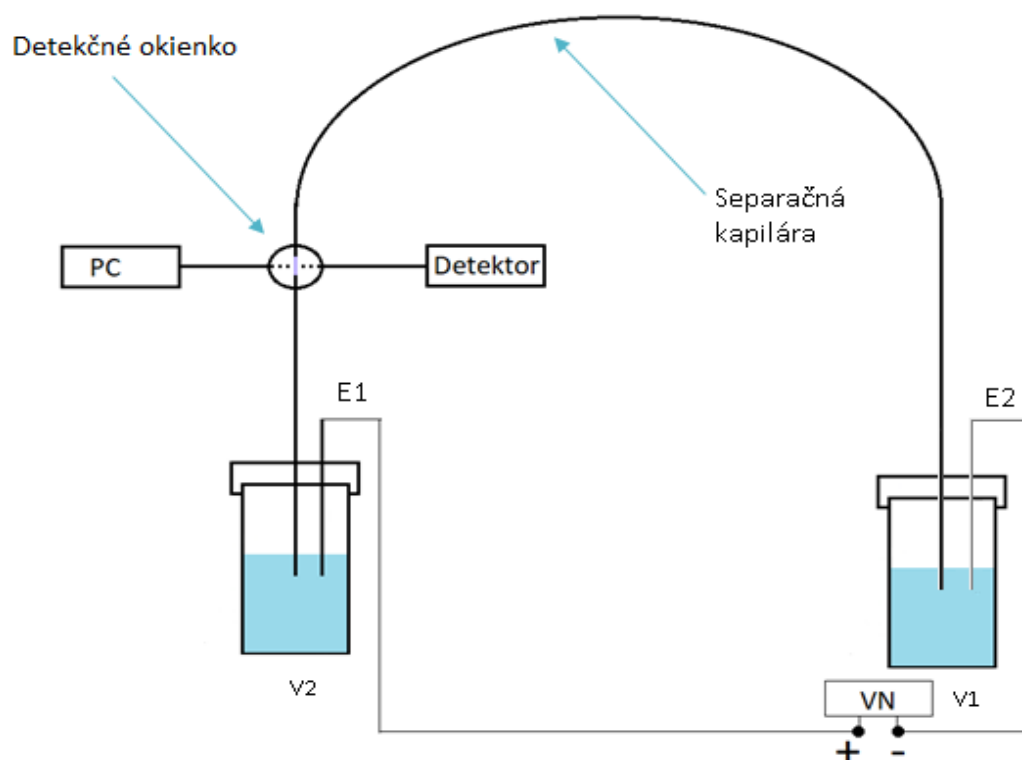 Detekčné okienko
Separačná
kapilára
PC
Detektor
E1
E2
V2
VN
V1
+ -